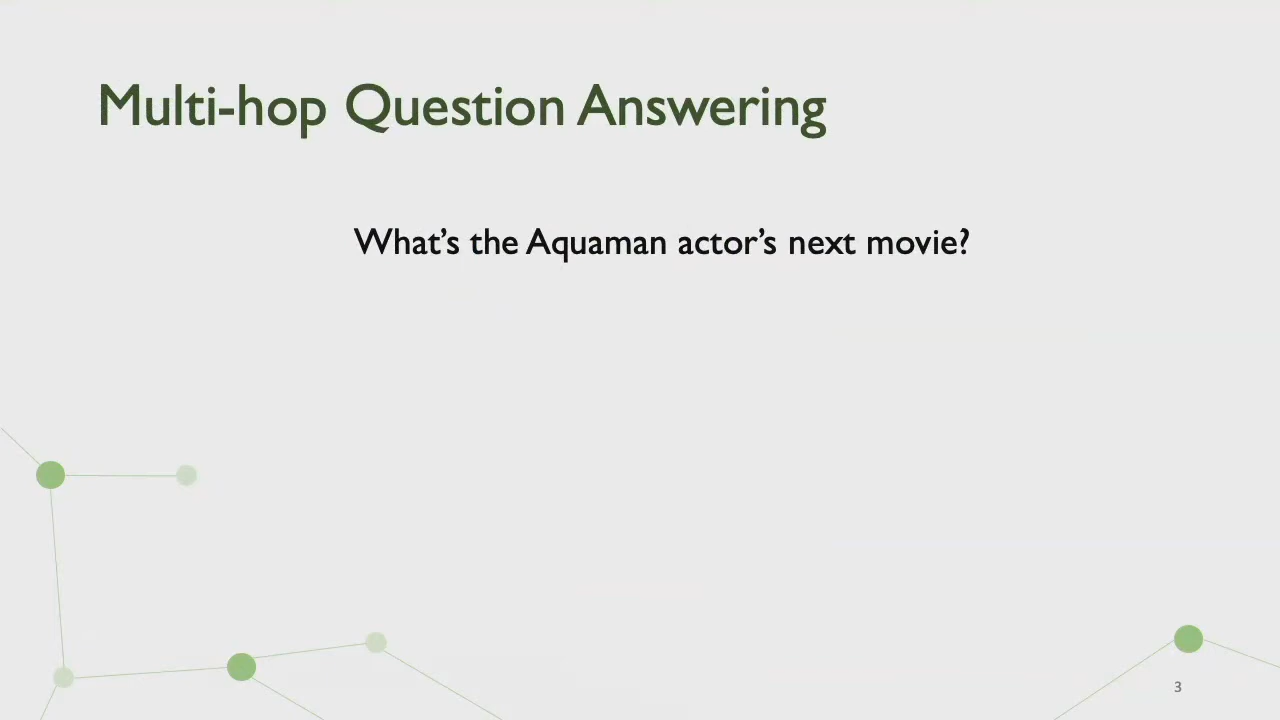 Multi-hop Question Answering
What’s the Aquaman actor’s next movie?
3